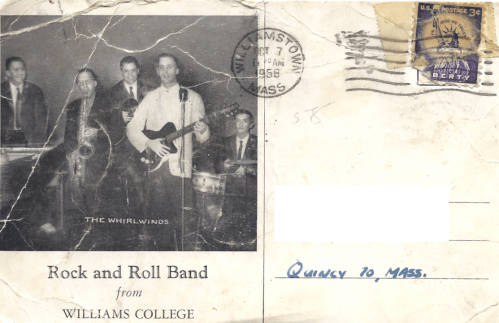 THE WHIRLWINDS
Rock and Roll Band
from
WILLIAMS COLLEGE
WILLIAMSTOWN
OCT 7
AM
1958
MASS
U.S. POSTAGE 3¢
LIBERTY
QUINCY 70, MASS.